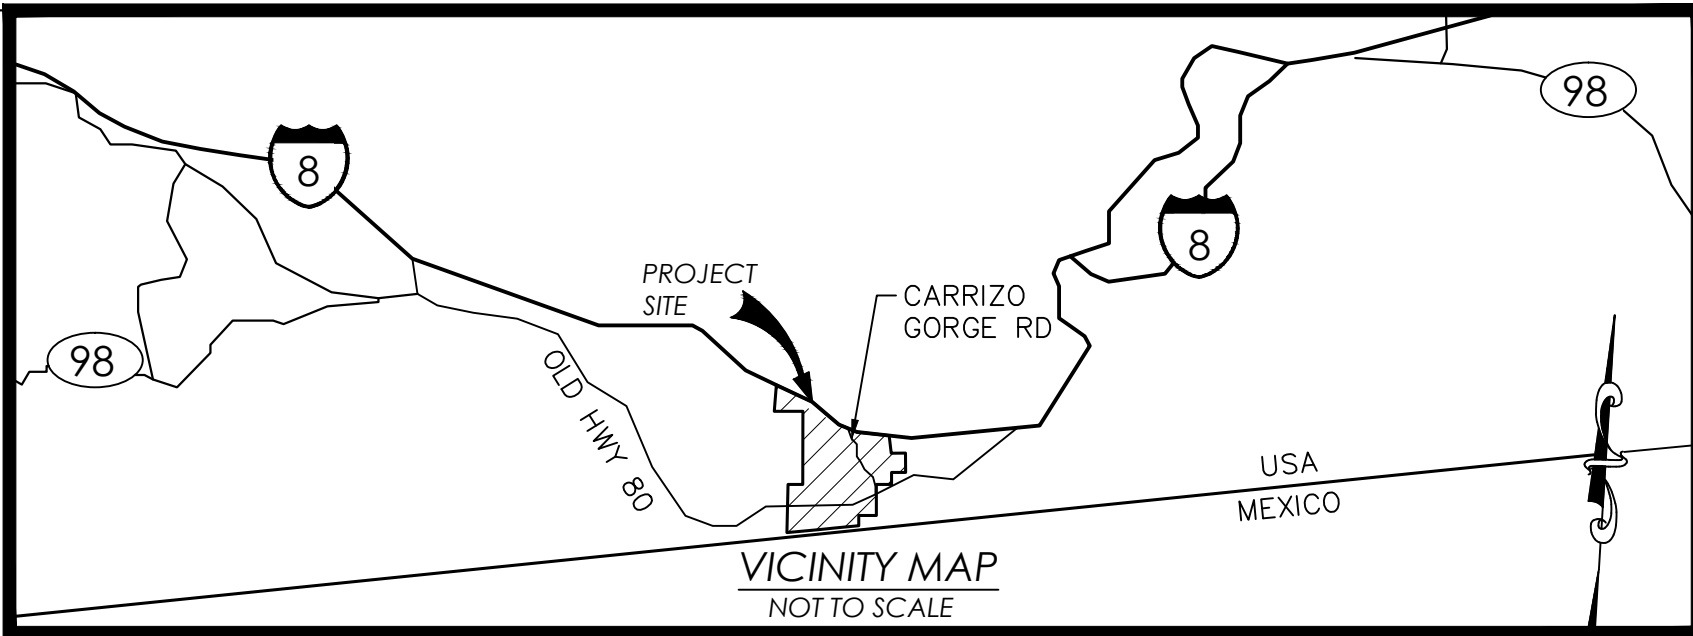 98
8
8
PROJECT
SITE
CARRIZO
GORGE RD
98
OLD HWY 80
USA
MEXICO
VICINITY MAP
NOT TO SCALE